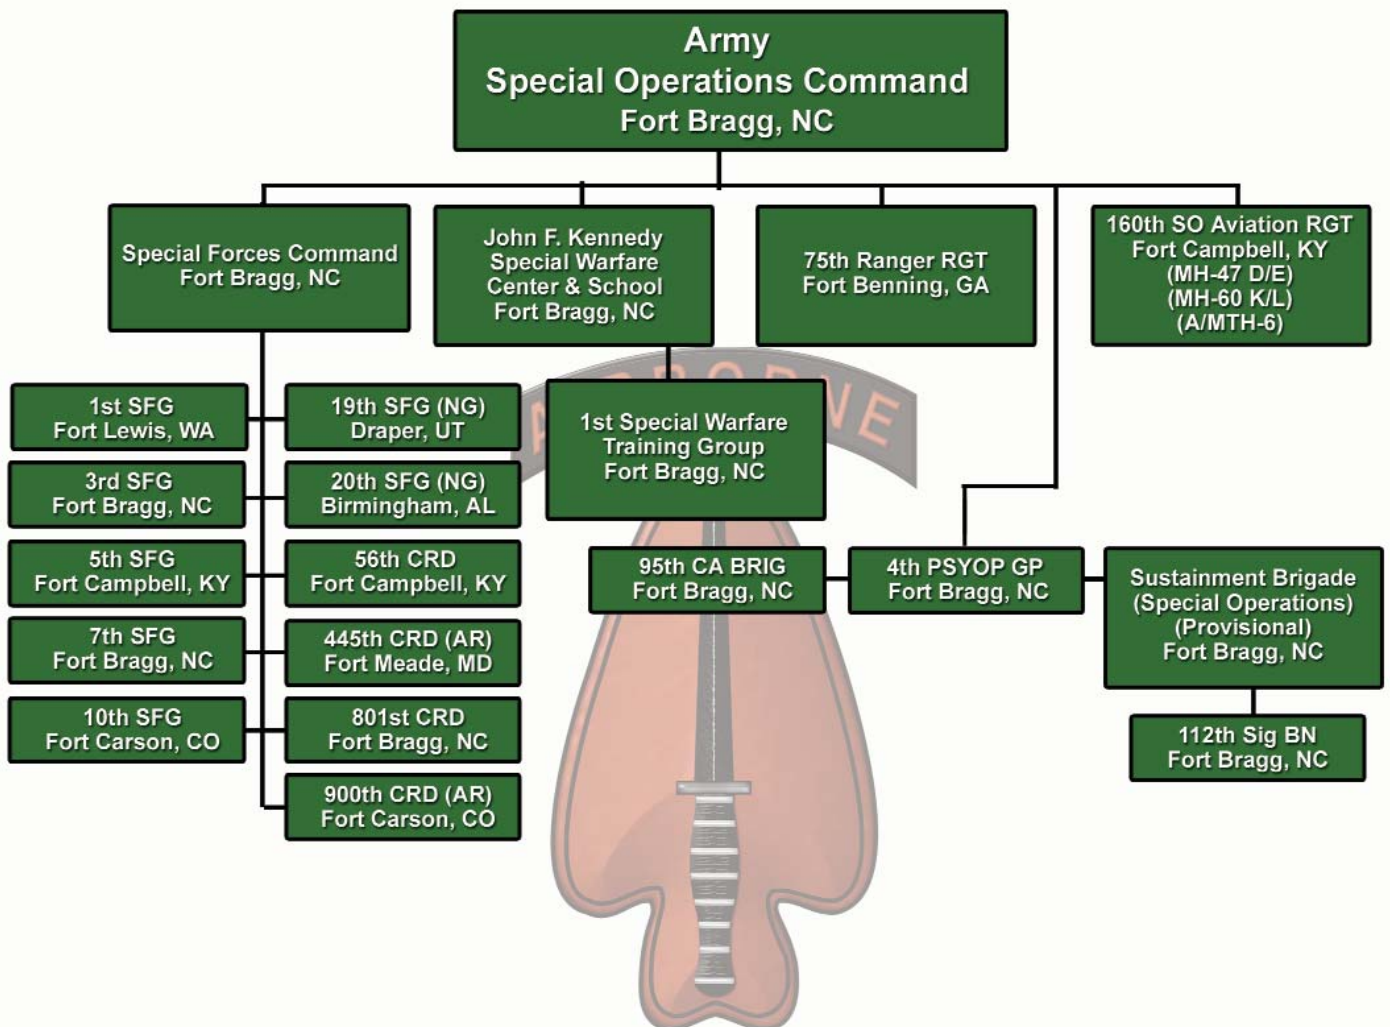 Army
Special Operations Command
Fort Bragg, NC
Special Forces Command
Fort Bragg, NC
John F. Kennedy
Special Warfare
Center & School
Fort Bragg, NC
75th Ranger RGT
Fort Benning, GA
160th SO Aviation RGT
Fort Campbell, KY
(MH-47 D/E)
(MH-60 K/L)
(A/MTH-6)
1st SFG
Fort Lewis, WA
19th SFG (NG)
Draper, UT
3rd SFG
Fort Bragg, NC
20th SFG (NG)
Birmingham, AL
5th SFG
Fort Campbell, KY
56th CRD
Fort Campbell, KY
7th SFG
Fort Bragg, NC
445th CRD (AR)
Fort Meade, MD
10th SFG
Fort Carson, CO
801st CRD
Fort Bragg, NC
900th CRD (AR)
Fort Carson, CO
AIRBORNE
1st Special Warfare
Training Group
Fort Bragg, NC
95th CA BRIG
Fort Bragg, NC
4th PSYOP GP
Fort Bragg, NC
Sustainment Brigade
(Special Operations)
(Provisional)
Fort Bragg, NC
112th Sig BN
Fort Bragg, NC